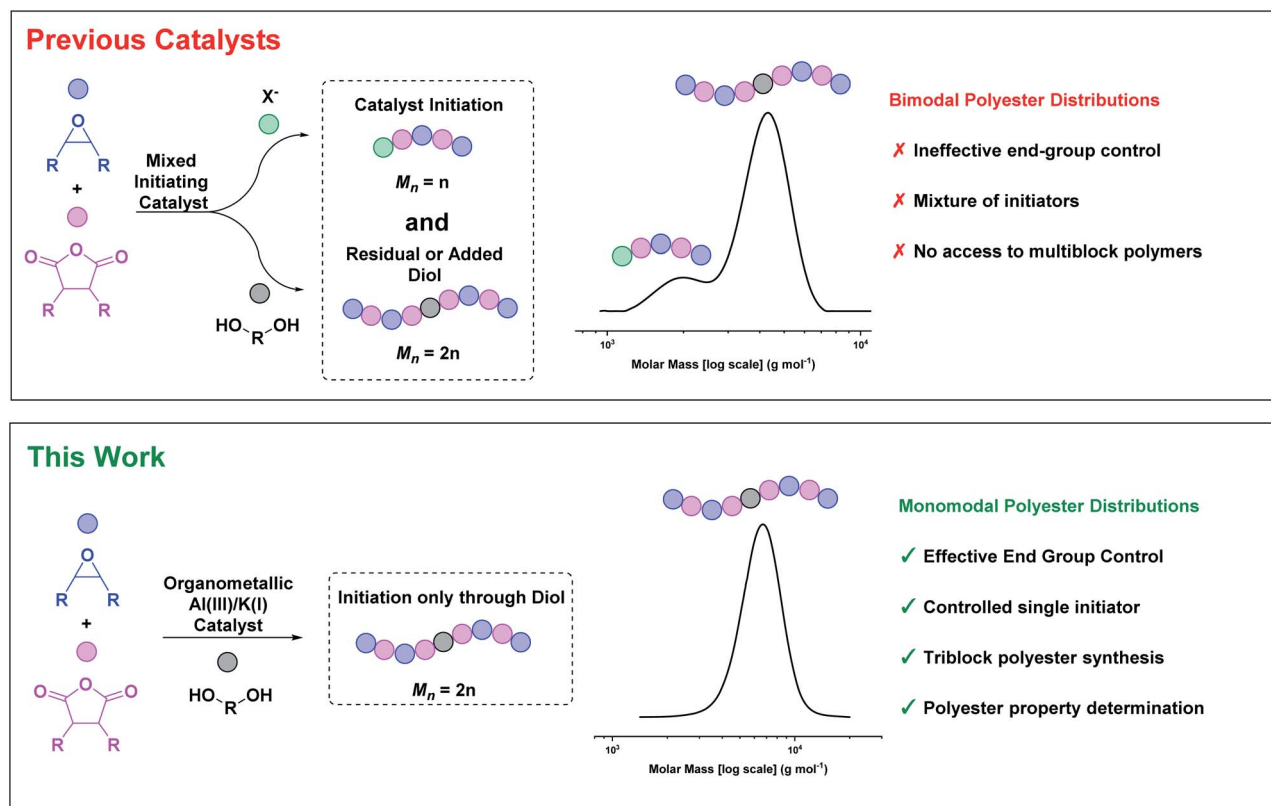 Previous Catalysts
O
R
R
+
O
O
O
R
R
Mixed
Initiating
Catalyst
X-
HO
R
OH
Catalyst Initiation
Mn = n
and
Residual or Added
Diol
Mn = 2n
10³
10⁴
Molar Mass [log scale] (g mol⁻¹)
Bimodal Polyester Distributions
✗ Ineffective end-group control
✗ Mixture of initiators
✗ No access to multiblock polymers
This Work
O
R
R
+
O
O
O
R
R
Organometallic
Al(III)/K(I)
Catalyst
HO
R
OH
Initiation only through Diol
Mn = 2n
10³
10⁴
Molar Mass [log scale] (g mol⁻¹)
Monomodal Polyester Distributions
✓ Effective End Group Control
✓ Controlled single initiator
✓ Triblock polyester synthesis
✓ Polyester property determination